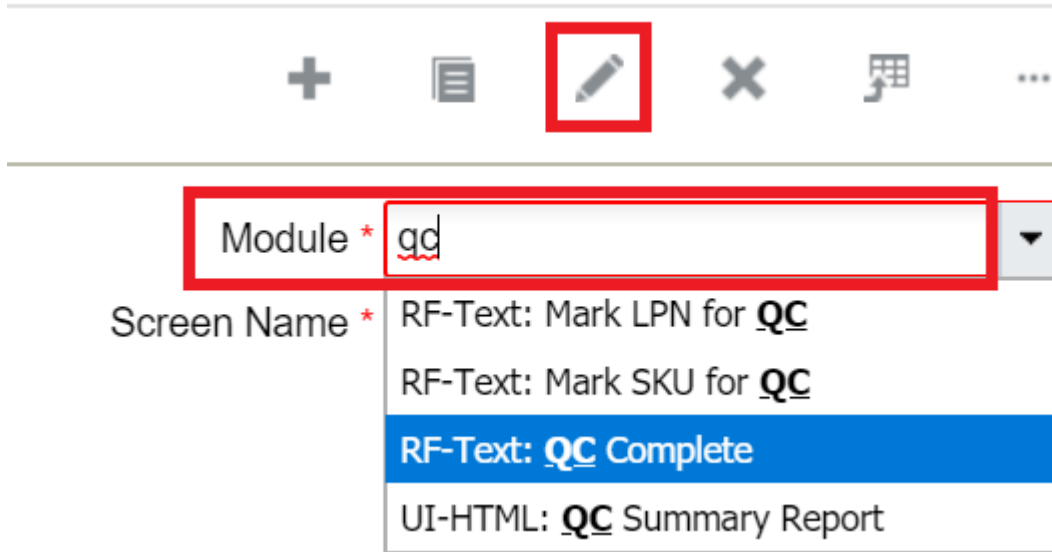 Module * qc
Screen Name *
RF-Text: Mark LPN for QC
RF-Text: Mark SKU for QC
RF-Text: QC Complete
UI-HTML: QC Summary Report